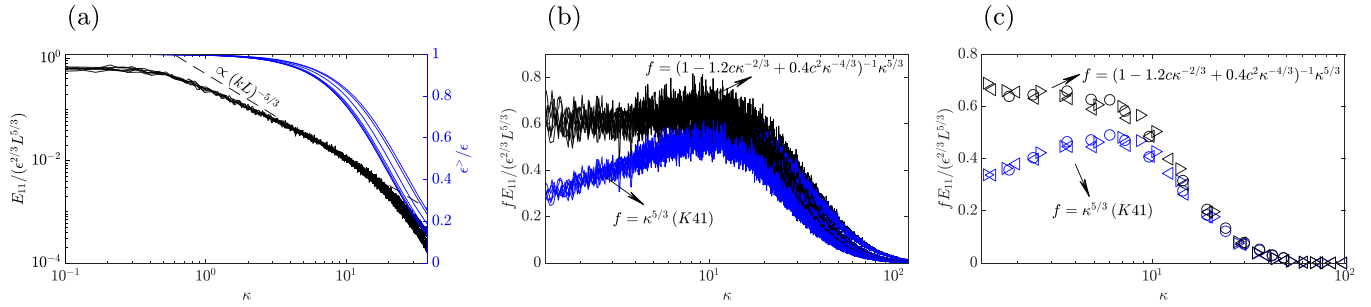 (a)
10^0
10^{-2}
10^{-4}
E_{11}/(ϵ^{2/3}L^{5/3})
∝ (kL)^{-5/3}
1
0.8
0.6
0.4
0.2
0
ϵ^>/ϵ
10^{-1}
10^0
10^1
κ
(b)
0.8
0.6
0.4
0.2
0
fE_{11}/(ϵ^{2/3}L^{5/3})
f = (1 − 1.2cκ^{-2/3} + 0.4c^2κ^{-4/3})^{-1}κ^{5/3}
f = κ^{5/3} (K41)
10^1
10^2
κ
(c)
0.8
0.6
0.4
0.2
0
fE_{11}/(ϵ^{2/3}L^{5/3})
f = (1 − 1.2cκ^{-2/3} + 0.4c^2κ^{-4/3})^{-1}κ^{5/3}
f = κ^{5/3} (K41)
10^1
10^2
κ